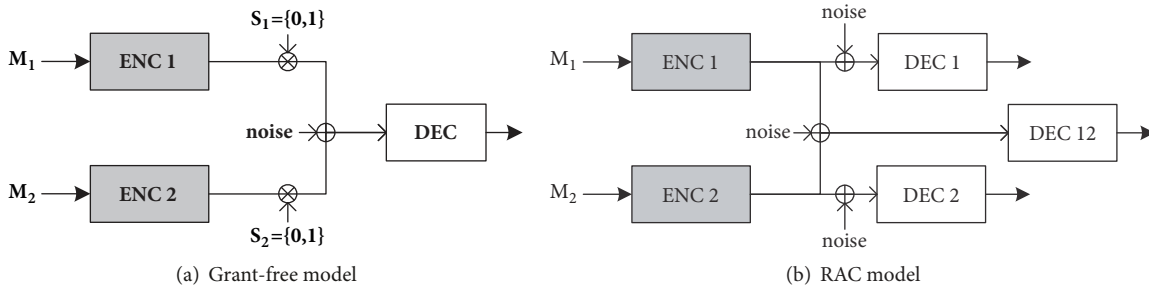 S₁={0,1}
M₁
ENC 1
noise
DEC
M₂
ENC 2
S₂={0,1}
(a) Grant-free model
noise
M₁
ENC 1
DEC 1
noise
DEC 12
M₂
ENC 2
DEC 2
noise
(b) RAC model